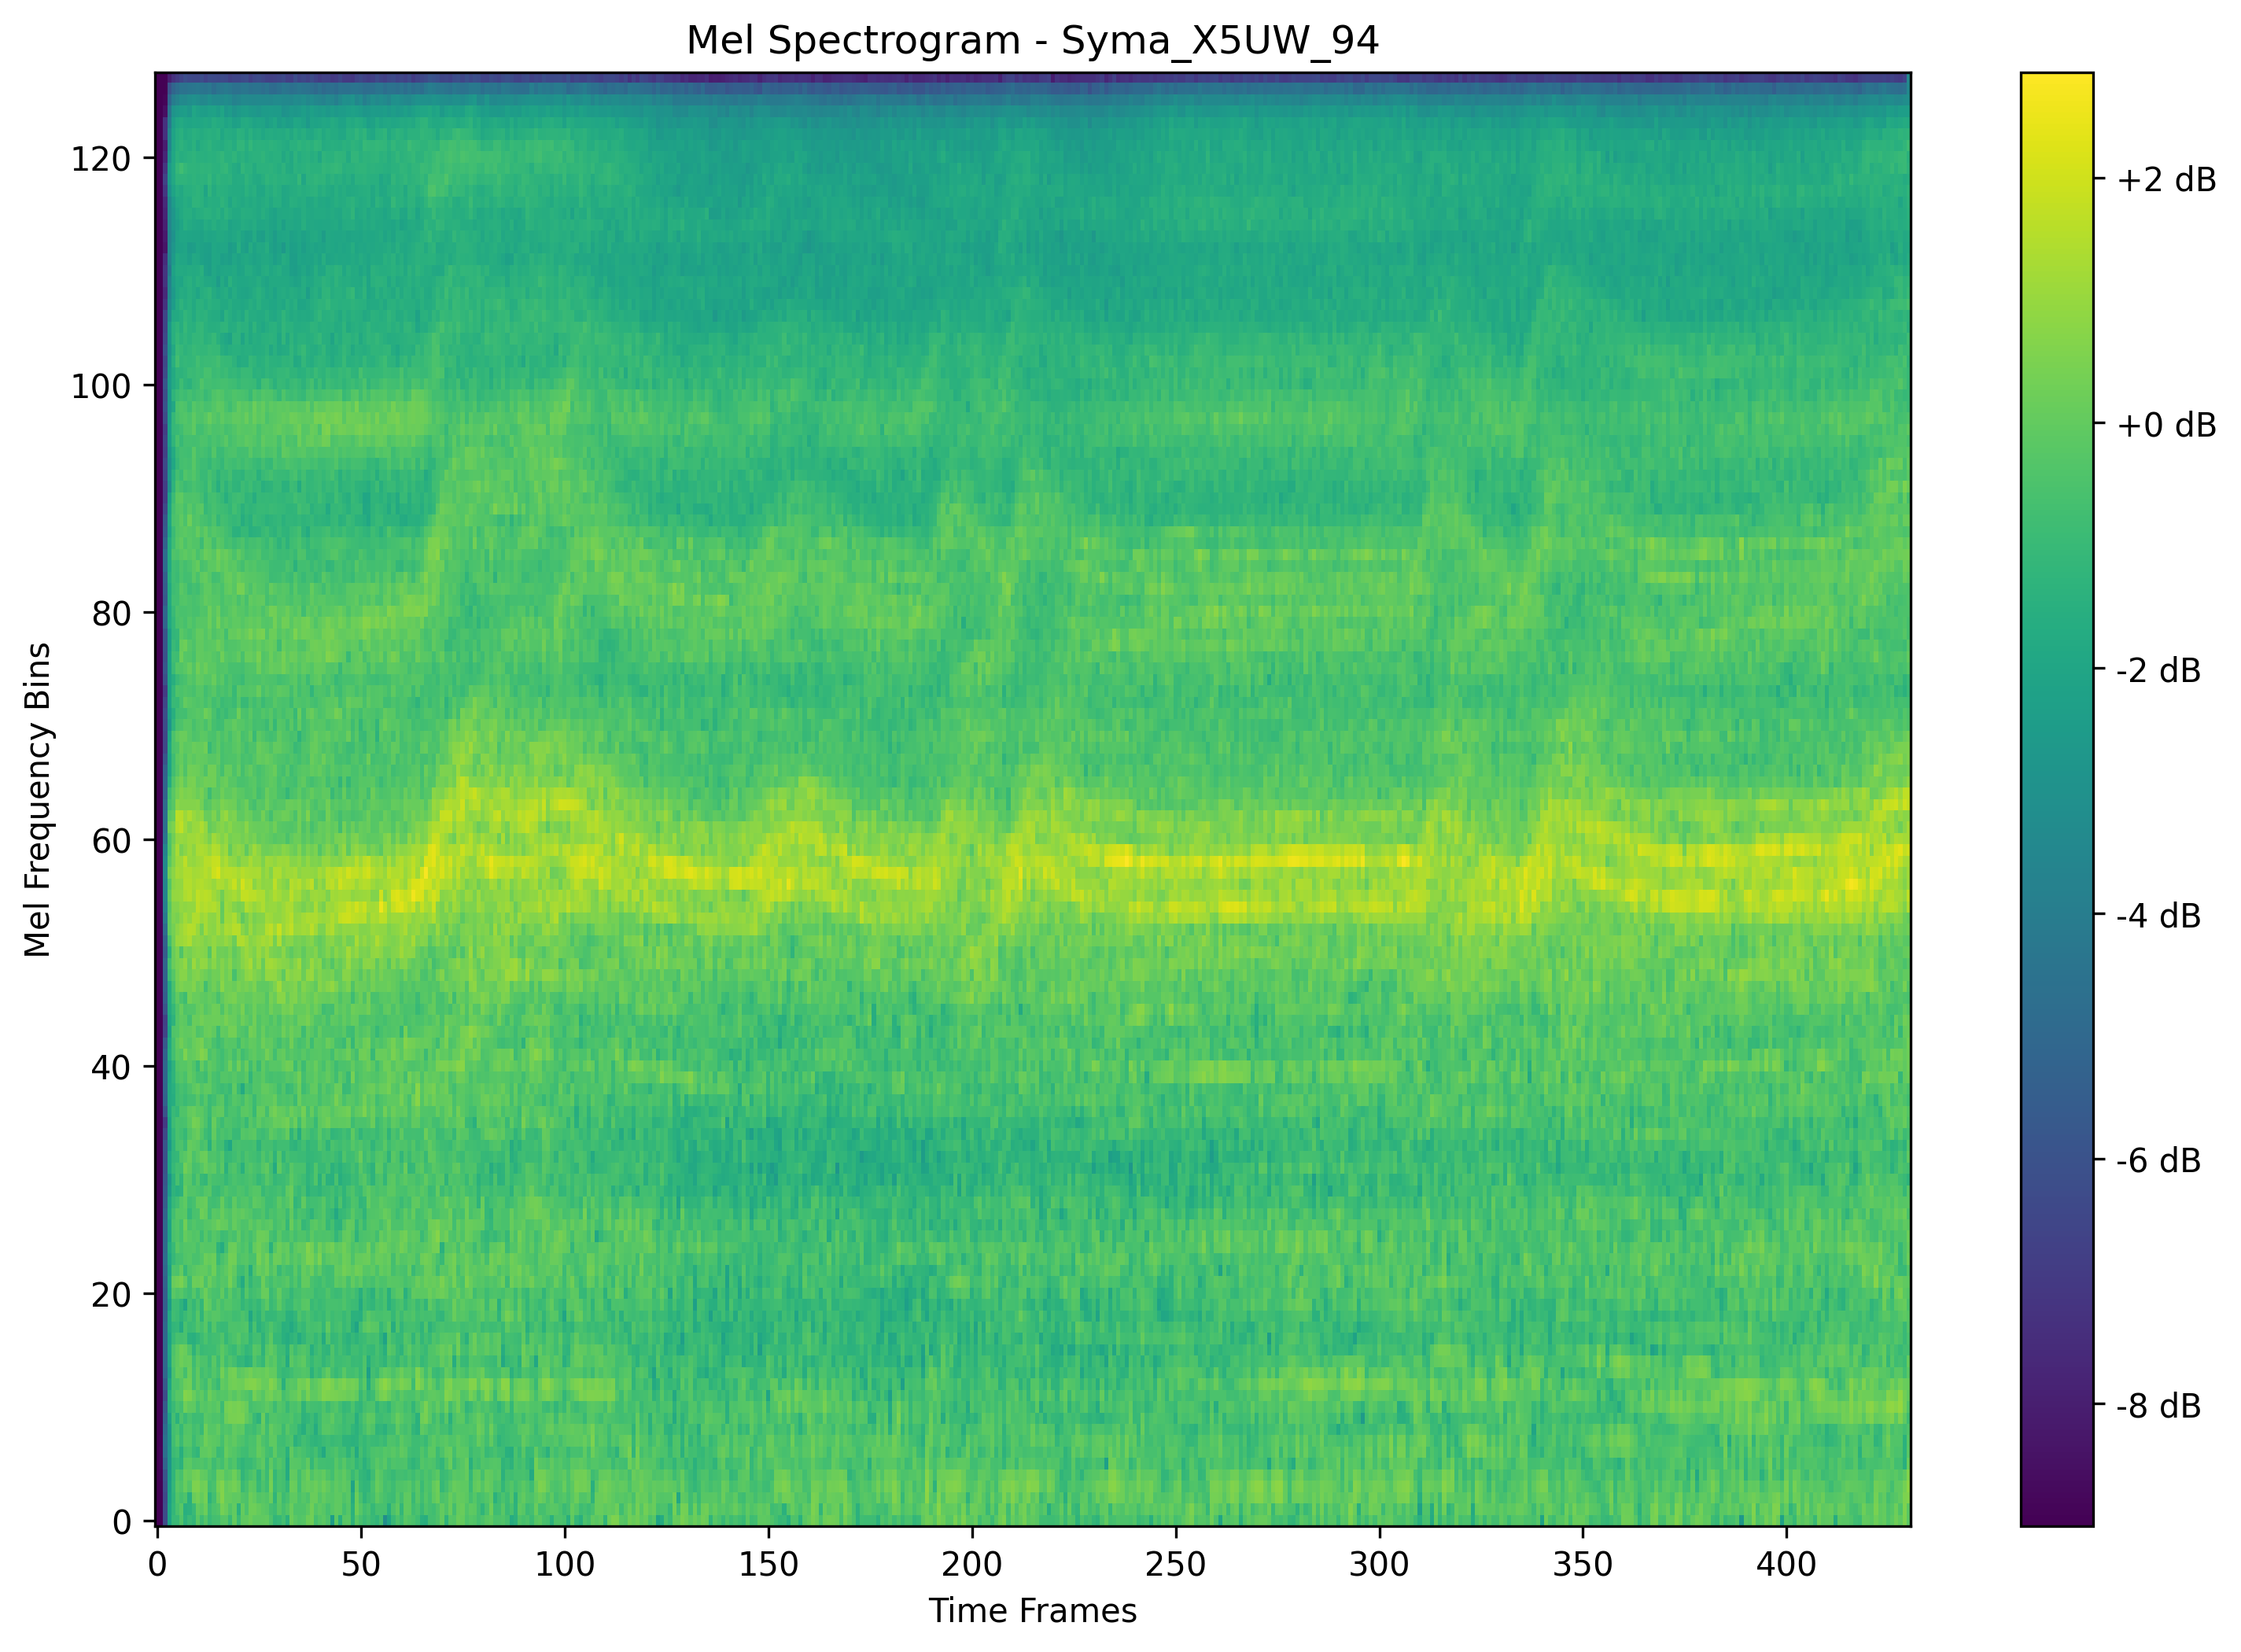 Mel Spectrogram - Syma_X5UW_94
Mel Frequency Bins
120
100
80
60
40
20
0
0 50 100 150 200 250 300 350 400
Time Frames
+2 dB
+0 dB
-2 dB
-4 dB
-6 dB
-8 dB